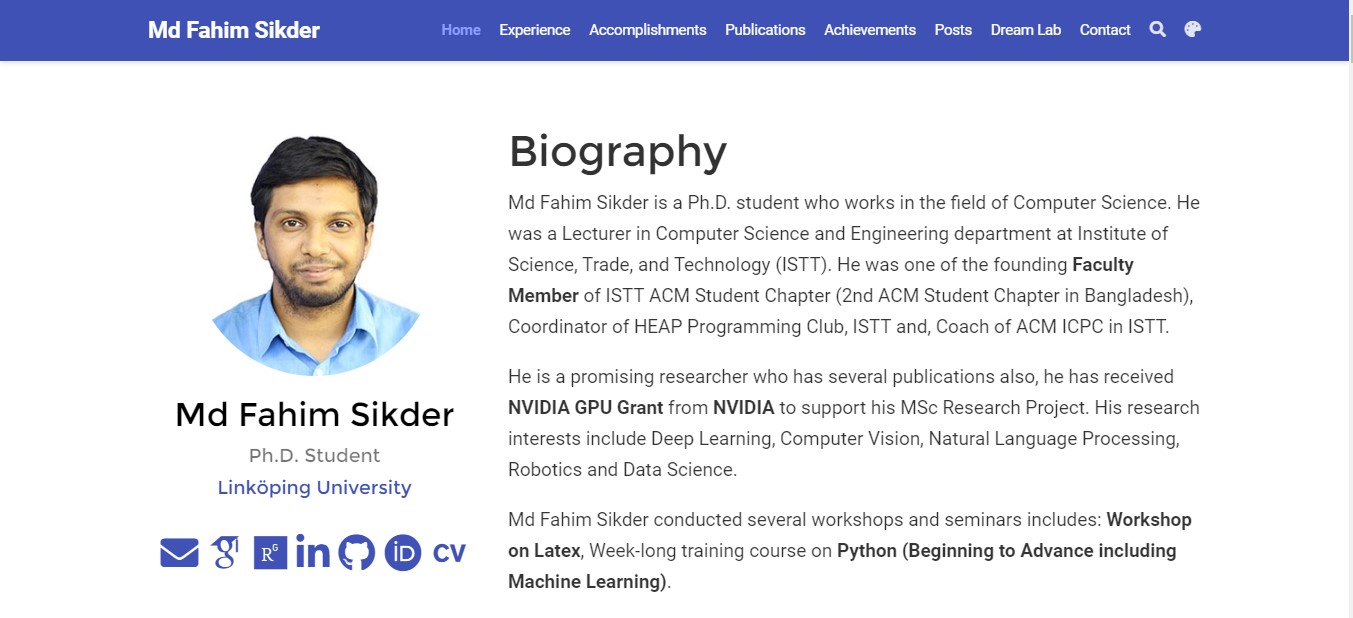 Md Fahim Sikder
Home Experience Accomplishments Publications Achievements Posts Dream Lab Contact
Md Fahim Sikder
Ph.D. Student
Linköping University
g
RG
in
iD
CV
Biography
Md Fahim Sikder is a Ph.D. student who works in the field of Computer Science. He
was a Lecturer in Computer Science and Engineering department at Institute of
Science, Trade, and Technology (ISTT). He was one of the founding Faculty
Member of ISTT ACM Student Chapter (2nd ACM Student Chapter in Bangladesh),
Coordinator of HEAP Programming Club, ISTT and, Coach of ACM ICPC in ISTT.
He is a promising researcher who has several publications also, he has received
NVIDIA GPU Grant from NVIDIA to support his MSc Research Project. His research
interests include Deep Learning, Computer Vision, Natural Language Processing,
Robotics and Data Science.
Md Fahim Sikder conducted several workshops and seminars includes: Workshop
on Latex, Week-long training course on Python (Beginning to Advance including
Machine Learning).